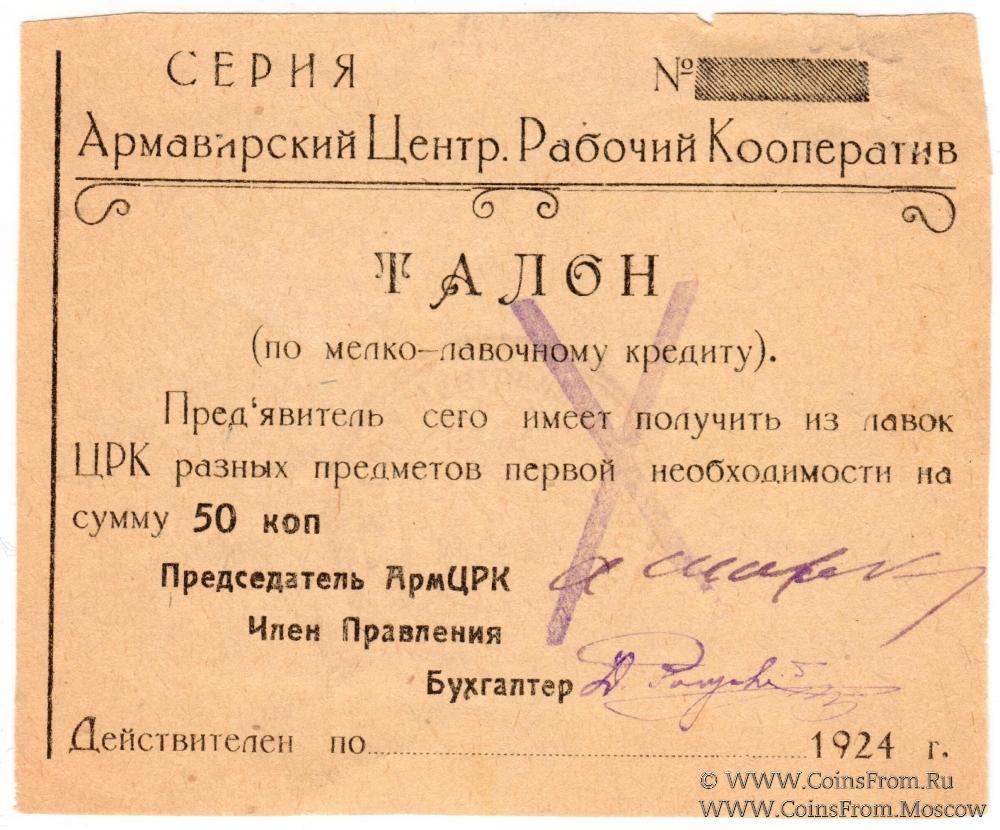 СЕРИЯ №
Армавирский Центр. Рабочий Кооператив
ТАЛОН
(по мелко-лавочному кредиту).
Пред‘явитель сего имеет получить из лавок
ЦРК разных предметов первой необходимости на
сумму 50 коп
Председатель АрмЦРК
Член Правления
Бухгалтер
Действителен по 1924 г.
© WWW.CoinsFrom.Ru
WWW.CoinsFrom.Moscow